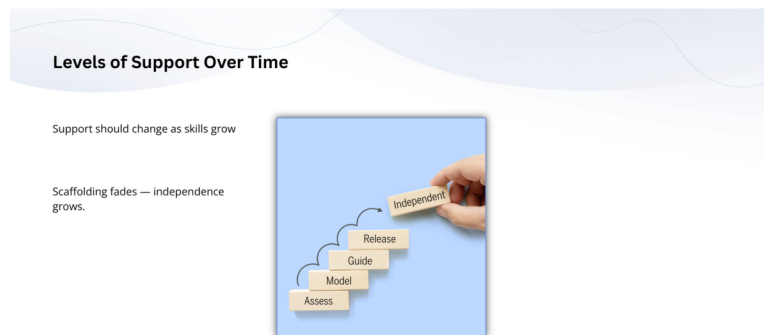 Levels of Support Over Time
Support should change as skills grow
Scaffolding fades — independence
grows.
Independent
Release
Guide
Model
Assess